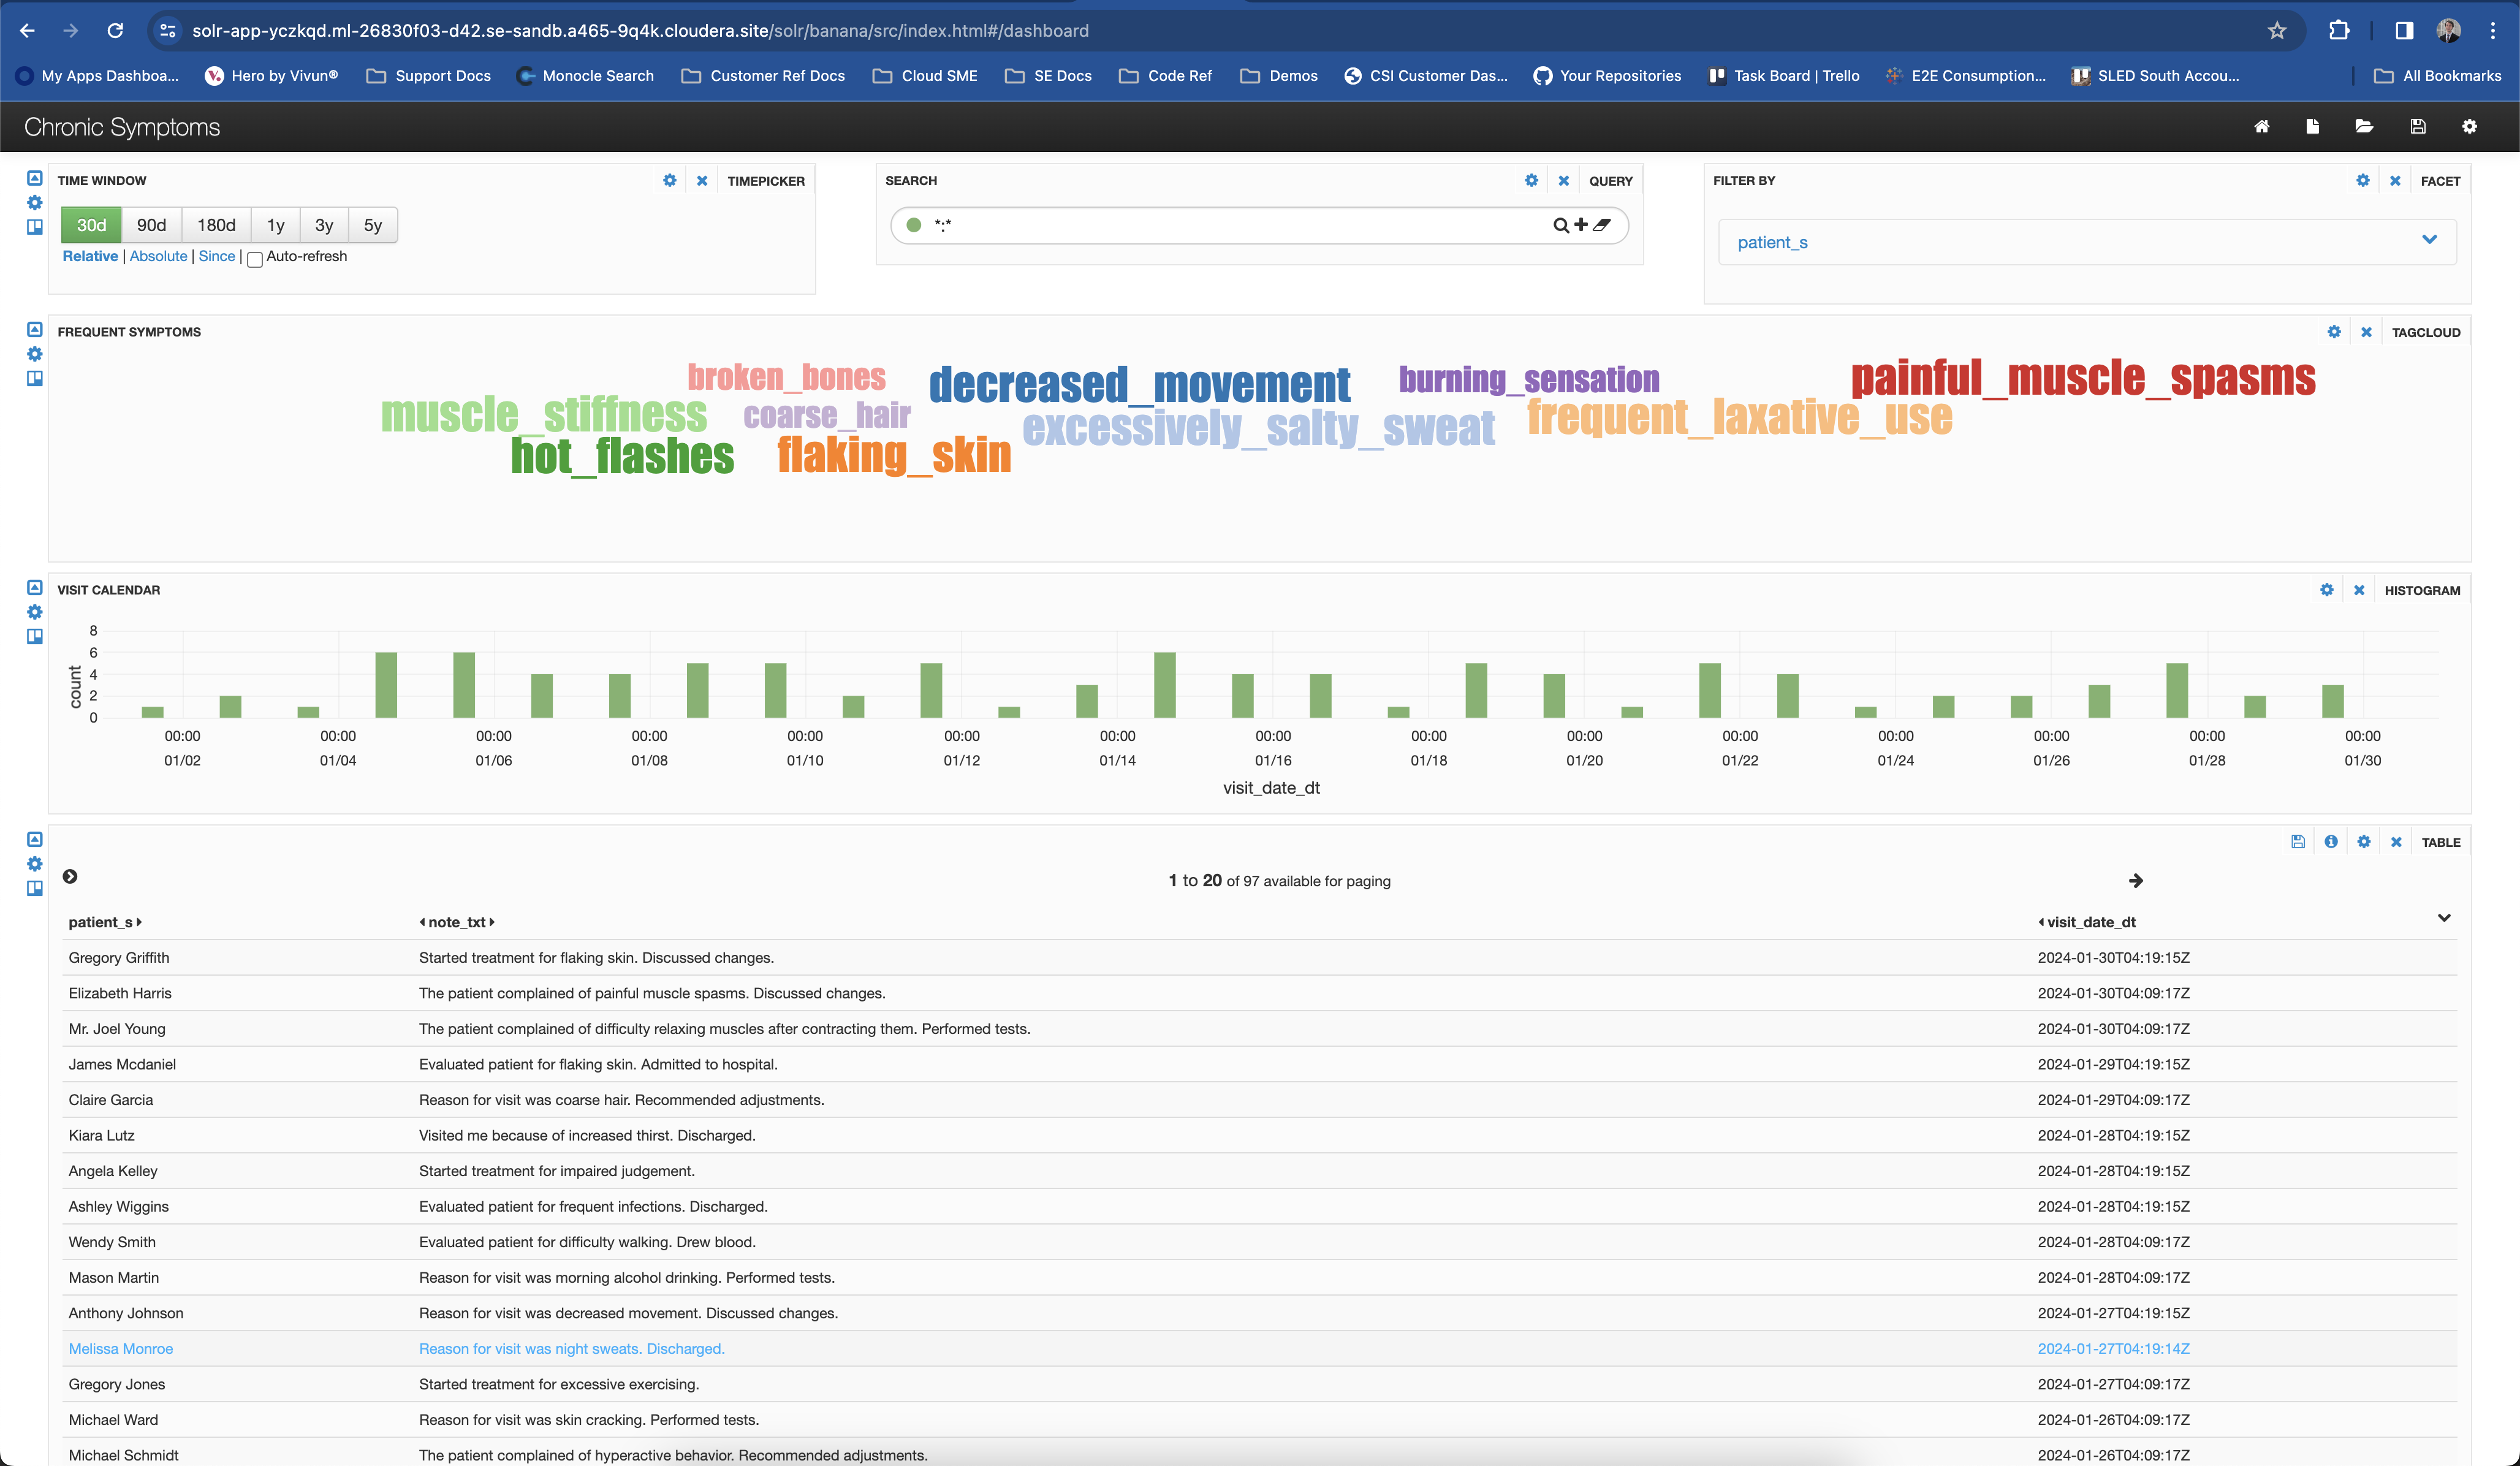 solr-app-yczkqd.ml-26830f03-d42.se-sandb.a465-9q4k.cloudera.site/solr/banana/src/index.html#/dashboard
My Apps Dashboa... Hero by Vivun® Support Docs Monocle Search Customer Ref Docs Cloud SME SE Docs Code Ref Demos CSI Customer Das... Your Repositories Task Board | Trello E2E Consumption... SLED South Accou... All Bookmarks
Chronic Symptoms
TIME WINDOW TIMEPICKER SEARCH QUERY FILTER BY FACET
30d 90d 180d 1y 3y 5y
*:*
patient_s
Relative | Absolute | Since | Auto-refresh
FREQUENT SYMPTOMS TAGCLOUD
broken_bones decreased_movement burning_sensation painful_muscle_spasms
muscle_stiffness coarse_hair excessively_salty_sweat frequent_laxative_use
hot_flashes flaking_skin
VISIT CALENDAR HISTOGRAM
8
6
4
2
0
count
00:00 00:00 00:00 00:00 00:00 00:00 00:00 00:00 00:00 00:00 00:00 00:00 00:00 00:00 00:00
01/02 01/04 01/06 01/08 01/10 01/12 01/14 01/16 01/18 01/20 01/22 01/24 01/26 01/28 01/30
visit_date_dt
TABLE
1 to 20 of 97 available for paging
patient_s note_txt visit_date_dt
Gregory Griffith Started treatment for flaking skin. Discussed changes. 2024-01-30T04:19:15Z
Elizabeth Harris The patient complained of painful muscle spasms. Discussed changes. 2024-01-30T04:09:17Z
Mr. Joel Young The patient complained of difficulty relaxing muscles after contracting them. Performed tests. 2024-01-30T04:09:17Z
James Mcdaniel Evaluated patient for flaking skin. Admitted to hospital. 2024-01-29T04:19:15Z
Claire Garcia Reason for visit was coarse hair. Recommended adjustments. 2024-01-29T04:09:17Z
Kiara Lutz Visited me because of increased thirst. Discharged. 2024-01-28T04:19:15Z
Angela Kelley Started treatment for impaired judgement. 2024-01-28T04:19:15Z
Ashley Wiggins Evaluated patient for frequent infections. Discharged. 2024-01-28T04:19:15Z
Wendy Smith Evaluated patient for difficulty walking. Drew blood. 2024-01-28T04:09:17Z
Mason Martin Reason for visit was morning alcohol drinking. Performed tests. 2024-01-28T04:09:17Z
Anthony Johnson Reason for visit was decreased movement. Discussed changes. 2024-01-27T04:19:15Z
Melissa Monroe Reason for visit was night sweats. Discharged. 2024-01-27T04:19:14Z
Gregory Jones Started treatment for excessive exercising. 2024-01-27T04:09:17Z
Michael Ward Reason for visit was skin cracking. Performed tests. 2024-01-26T04:09:17Z
Michael Schmidt The patient complained of hyperactive behavior. Recommended adjustments. 2024-01-26T04:09:17Z